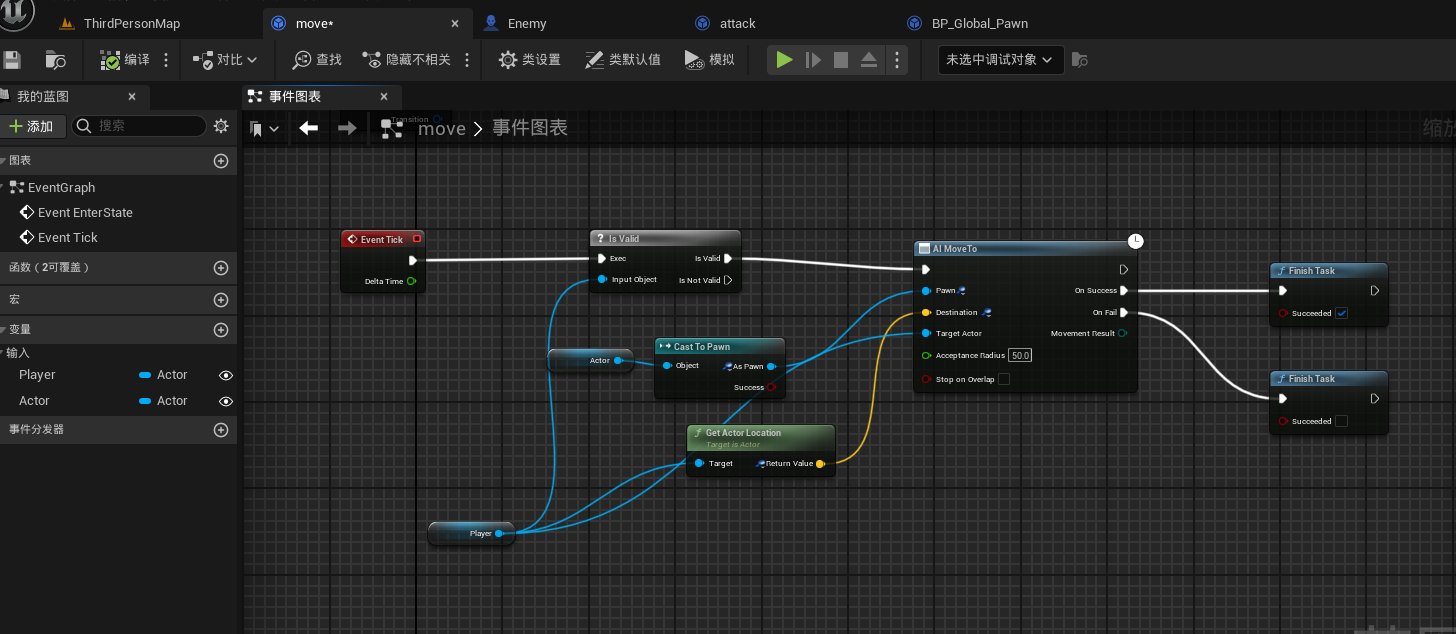 ThirdPersonMap
move*
Enemy
attack
BP_Global_Pawn
编译
对比
查找
隐藏不相关
类设置
类默认值
模拟
未选中调试对象
我的蓝图
事件图表
添加
搜索
Transition
move > 事件图表
缩放
图表
EventGraph
Event EnterState
Event Tick
函数（2可覆盖）
宏
变量
输入
Player Actor
Actor Actor
事件分发器
Event Tick
Delta Time
Is Valid
Exec Is Valid
Input Object Is Not Valid
Actor
Cast To Pawn
Object As Pawn
Success
Get Actor Location
Target is Actor
Target Return Value
Player
AI MoveTo
Pawn On Success
Destination On Fail
Target Actor Movement Result
Acceptance Radius 50.0
Stop on Overlap
Finish Task
Succeeded
Finish Task
Succeeded